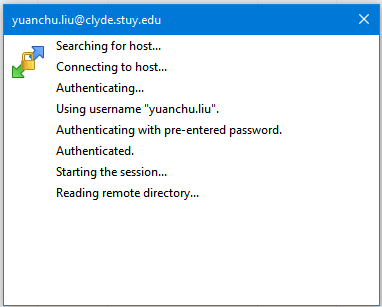 yuanchu.liu@clyde.stuy.edu
Searching for host...
Connecting to host...
Authenticating...
Using username "yuanchu.liu".
Authenticating with pre-entered password.
Authenticated.
Starting the session...
Reading remote directory...